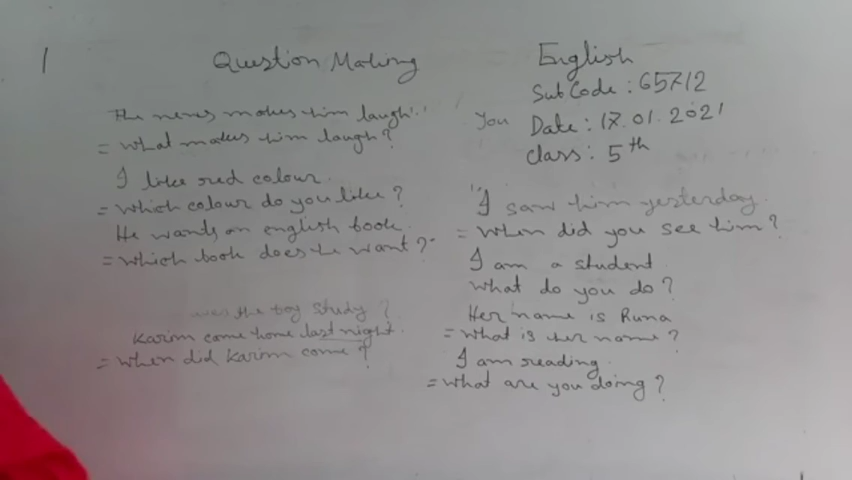 1
Question Making
English
Sub Code: 65712
You
Date: 17.01.2021
Class: 5th
The news makes him laugh.
= What makes him laugh?
I like red colour.
= Which colour do you like?
He wants an english book
= Which book does he want?
the boy study?
Karim come home last night.
= When did Karim come?
I saw him yesterday
= When did you see him?
I am a student
What do you do?
Her name is Runa
= What is her name?
I am reading.
= What are you doing?